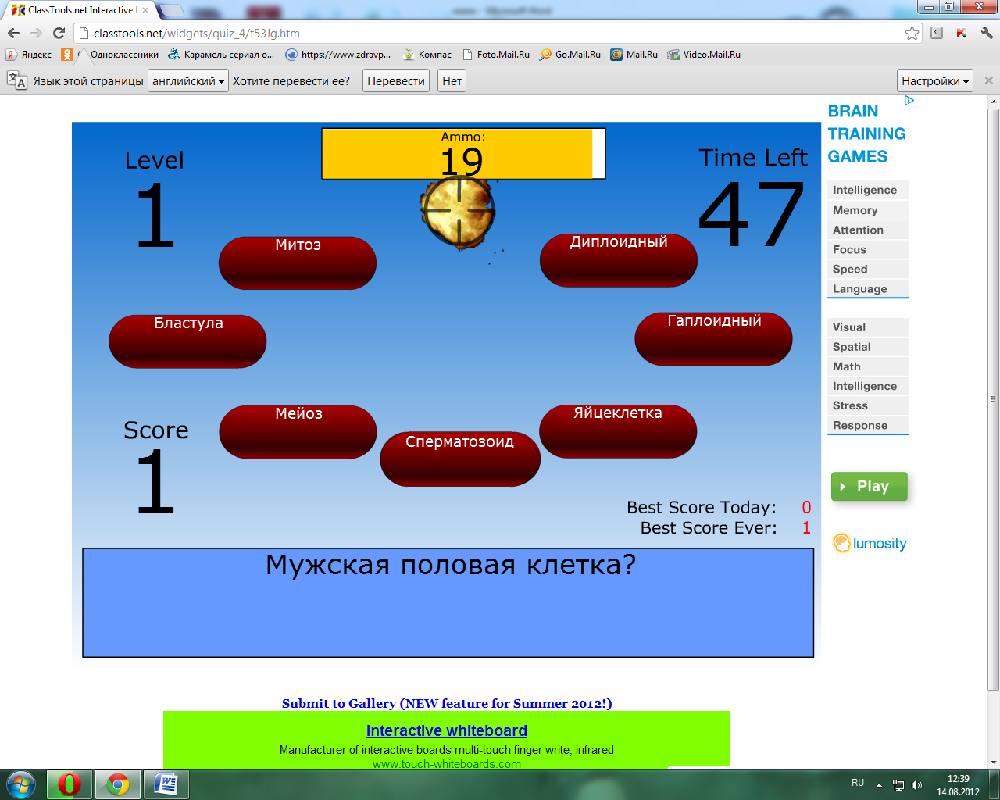 ClassTools.net Interactive
classtools.net/widgets/quiz_4/t53Jg.htm
Яндекс
Одноклассники
Карамель сериал о...
https://www.zdravp...
Компас
Foto.Mail.Ru
Go.Mail.Ru
Mail.Ru
Video.Mail.Ru
Язык этой страницы английский Хотите перевести ее? Перевести Нет Настройки
BRAIN
TRAINING
GAMES
Intelligence
Memory
Attention
Focus
Speed
Language
Visual
Spatial
Math
Intelligence
Stress
Response
Play
lumosity
Level
1
Ammo:
19
Time Left
47
Митоз
Диплоидный
Бластула
Гаплоидный
Мейоз
Яйцеклетка
Сперматозоид
Score
1
Best Score Today: 0
Best Score Ever: 1
Мужская половая клетка?
Submit to Gallery (NEW feature for Summer 2012!)
Interactive whiteboard
Manufacturer of interactive boards multi-touch finger write, infrared
www.touch-whiteboards.com
RU
12:39
14.08.2012